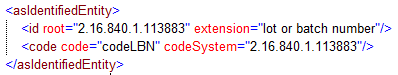 <asIdentifiedEntity>
<id root="2.16.840.1.113883" extension="lot or batch number"/>
<code code="codeLBN" codeSystem="2.16.840.1.113883"/>
</asIdentifiedEntity>